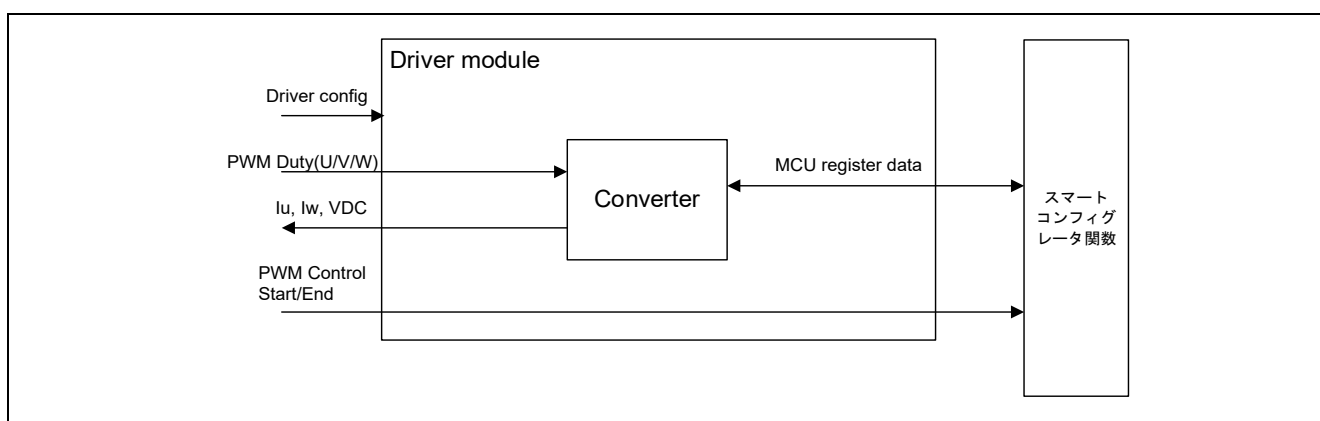 Driver module
Driver config
PWM Duty(U/V/W)
MCU register data
Converter
スマート
コンフィグ
レータ関数
Iu, Iw, VDC
PWM Control
Start/End